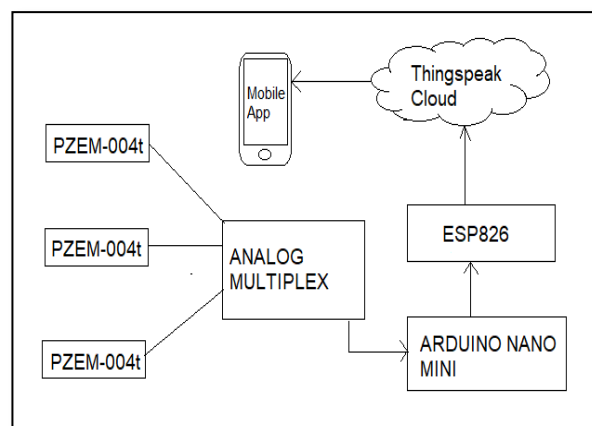 Mobile
App
Thingspeak
Cloud
PZEM-004t
PZEM-004t
PZEM-004t
ANALOG
MULTIPLEX
ESP826
ARDUINO NANO
MINI